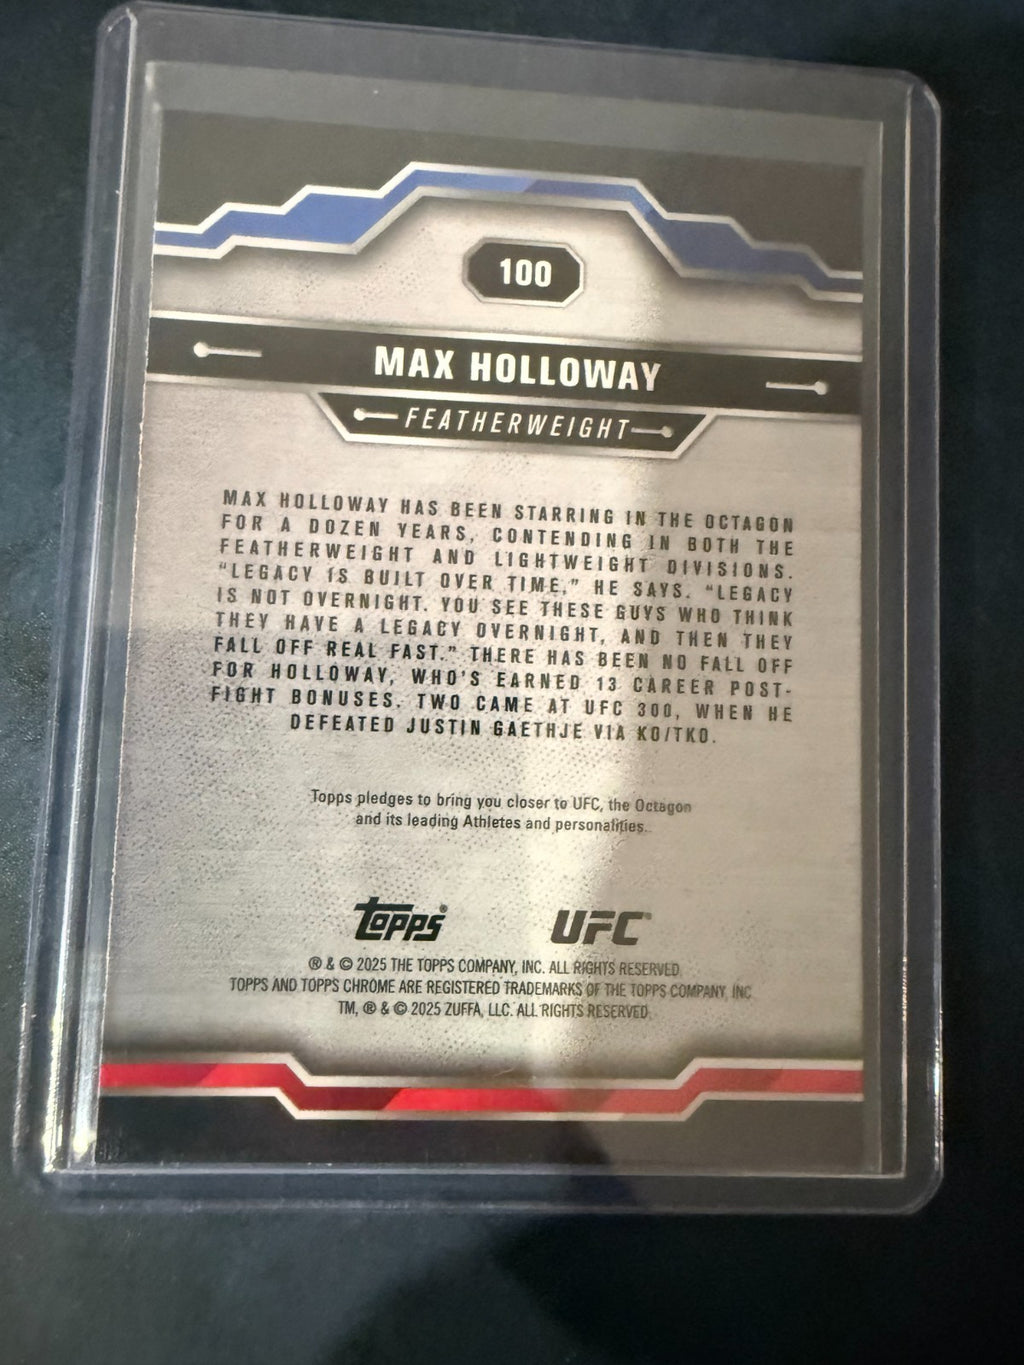 100
MAX HOLLOWAY
FEATHERWEIGHT
MAX HOLLOWAY HAS BEEN STARRING IN THE OCTAGON
FOR A DOZEN YEARS, CONTENDING IN BOTH THE
FEATHERWEIGHT AND LIGHTWEIGHT DIVISIONS.
"LEGACY IS BUILT OVER TIME," HE SAYS. "LEGACY
IS NOT OVERNIGHT. YOU SEE THESE GUYS WHO THINK
THEY HAVE A LEGACY OVERNIGHT, AND THEN THEY
FALL OFF REAL FAST." THERE HAS BEEN NO FALL OFF
FOR HOLLOWAY, WHO'S EARNED 13 CAREER POST-
FIGHT BONUSES. TWO CAME AT UFC 300, WHEN HE
DEFEATED JUSTIN GAETHJE VIA KO/TKO.
Topps pledges to bring you closer to UFC, the Octagon
and its leading Athletes and personalities.
Topps® UFC®
® & © 2025 THE TOPPS COMPANY, INC. ALL RIGHTS RESERVED.
TOPPS AND TOPPS CHROME ARE REGISTERED TRADEMARKS OF THE TOPPS COMPANY, INC.
TM, ® & © 2025 ZUFFA, LLC. ALL RIGHTS RESERVED.